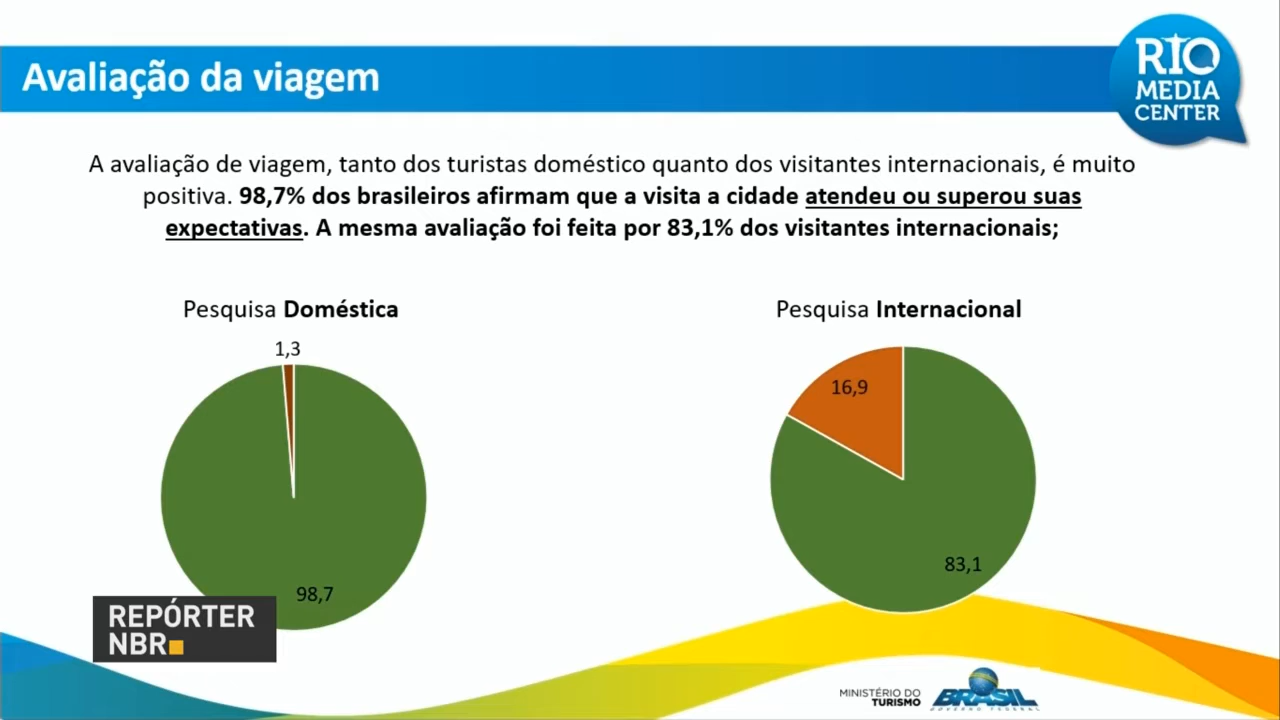 Avaliação da viagem
RIO
MEDIA
CENTER
A avaliação de viagem, tanto dos turistas doméstico quanto dos visitantes internacionais, é muito
positiva. 98,7% dos brasileiros afirmam que a visita a cidade atendeu ou superou suas
expectativas. A mesma avaliação foi feita por 83,1% dos visitantes internacionais;
Pesquisa Doméstica
1,3
98,7
Pesquisa Internacional
16,9
83,1
REPÓRTER
NBR
MINISTÉRIO DO
TURISMO
BRASIL
GOVERNO FEDERAL